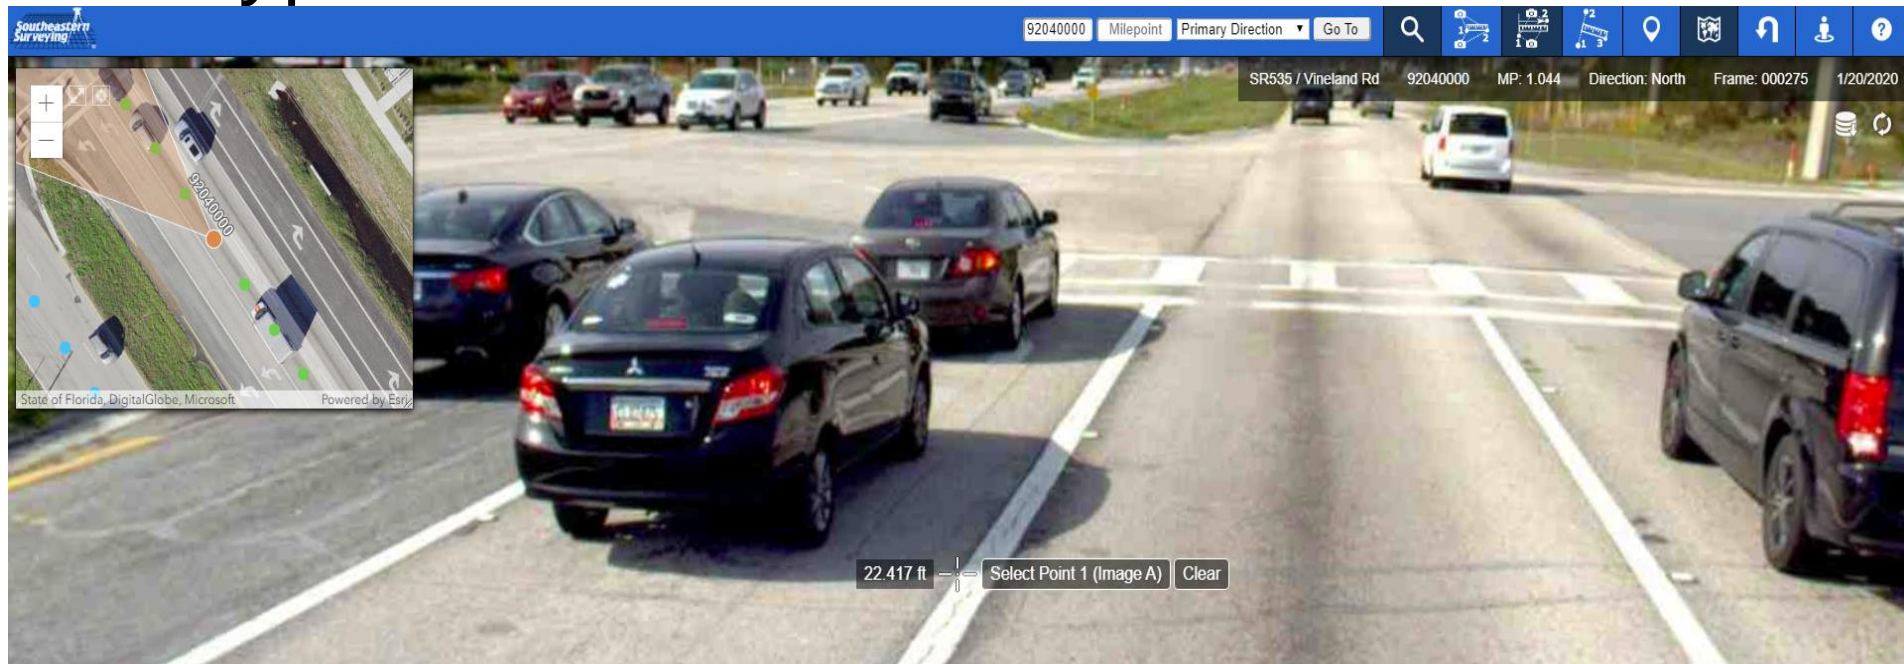 Southeastern
Surveying
92040000 Milepoint Primary Direction Go To
SR535 / Vineland Rd 92040000 MP: 1.044 Direction: North Frame: 000275 1/20/2020
+
−
92040000
State of Florida, DigitalGlobe, Microsoft Powered by Esri
22.417 ft Select Point 1 (Image A) Clear